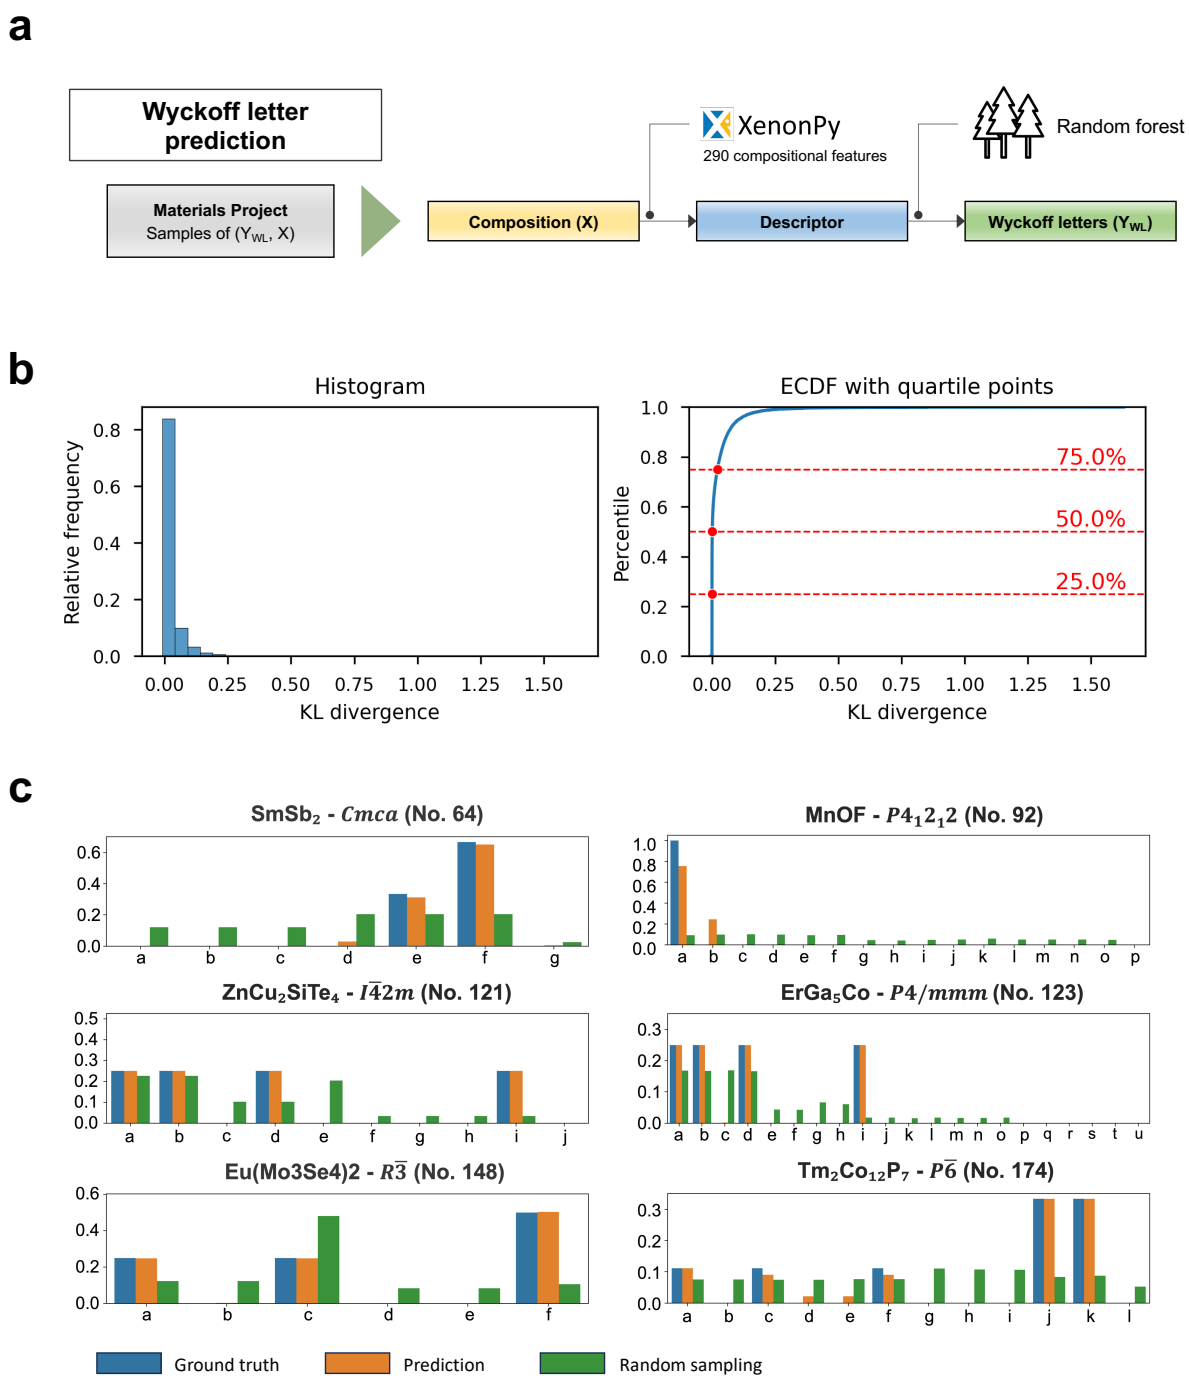 a
Wyckoff letter
prediction
XenonPy
290 compositional features
Random forest
Materials Project
Samples of (Y_WL, X)
Composition (X)
Descriptor
Wyckoff letters (Y_WL)
b
Histogram
Relative frequency
0.8
0.6
0.4
0.2
0.0
0.00 0.25 0.50 0.75 1.00 1.25 1.50
KL divergence
ECDF with quartile points
Percentile
1.0
0.8
0.6
0.4
0.2
0.0
75.0%
50.0%
25.0%
0.00 0.25 0.50 0.75 1.00 1.25 1.50
KL divergence
c
SmSb₂ - Cmca (No. 64)
0.6
0.4
0.2
0.0
a b c d e f g
MnOF - P4₁2₁2 (No. 92)
1.0
0.8
0.6
0.4
0.2
0.0
a b c d e f g h i j k l m n o p
ZnCu₂SiTe₄ - I4̅2m (No. 121)
0.5
0.4
0.3
0.2
0.1
0.0
a b c d e f g h i j
ErGa₅Co - P4/mmm (No. 123)
0.3
0.2
0.1
0.0
a b c d e f g h i j k l m n o p q r s t u
Eu(Mo3Se4)2 - R3̅ (No. 148)
0.6
0.4
0.2
0.0
a b c d e f
Tm₂Co₁₂P₇ - P6̅ (No. 174)
0.3
0.2
0.1
0.0
a b c d e f g h i j k l
Ground truth
Prediction
Random sampling